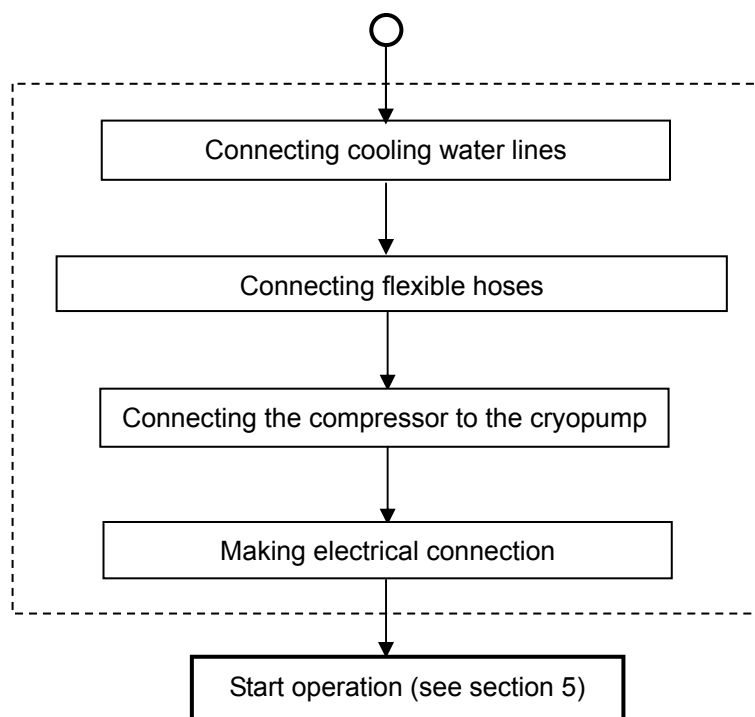 Connecting cooling water lines
Connecting flexible hoses
Connecting the compressor to the cryopump
Making electrical connection
Start operation (see section 5)